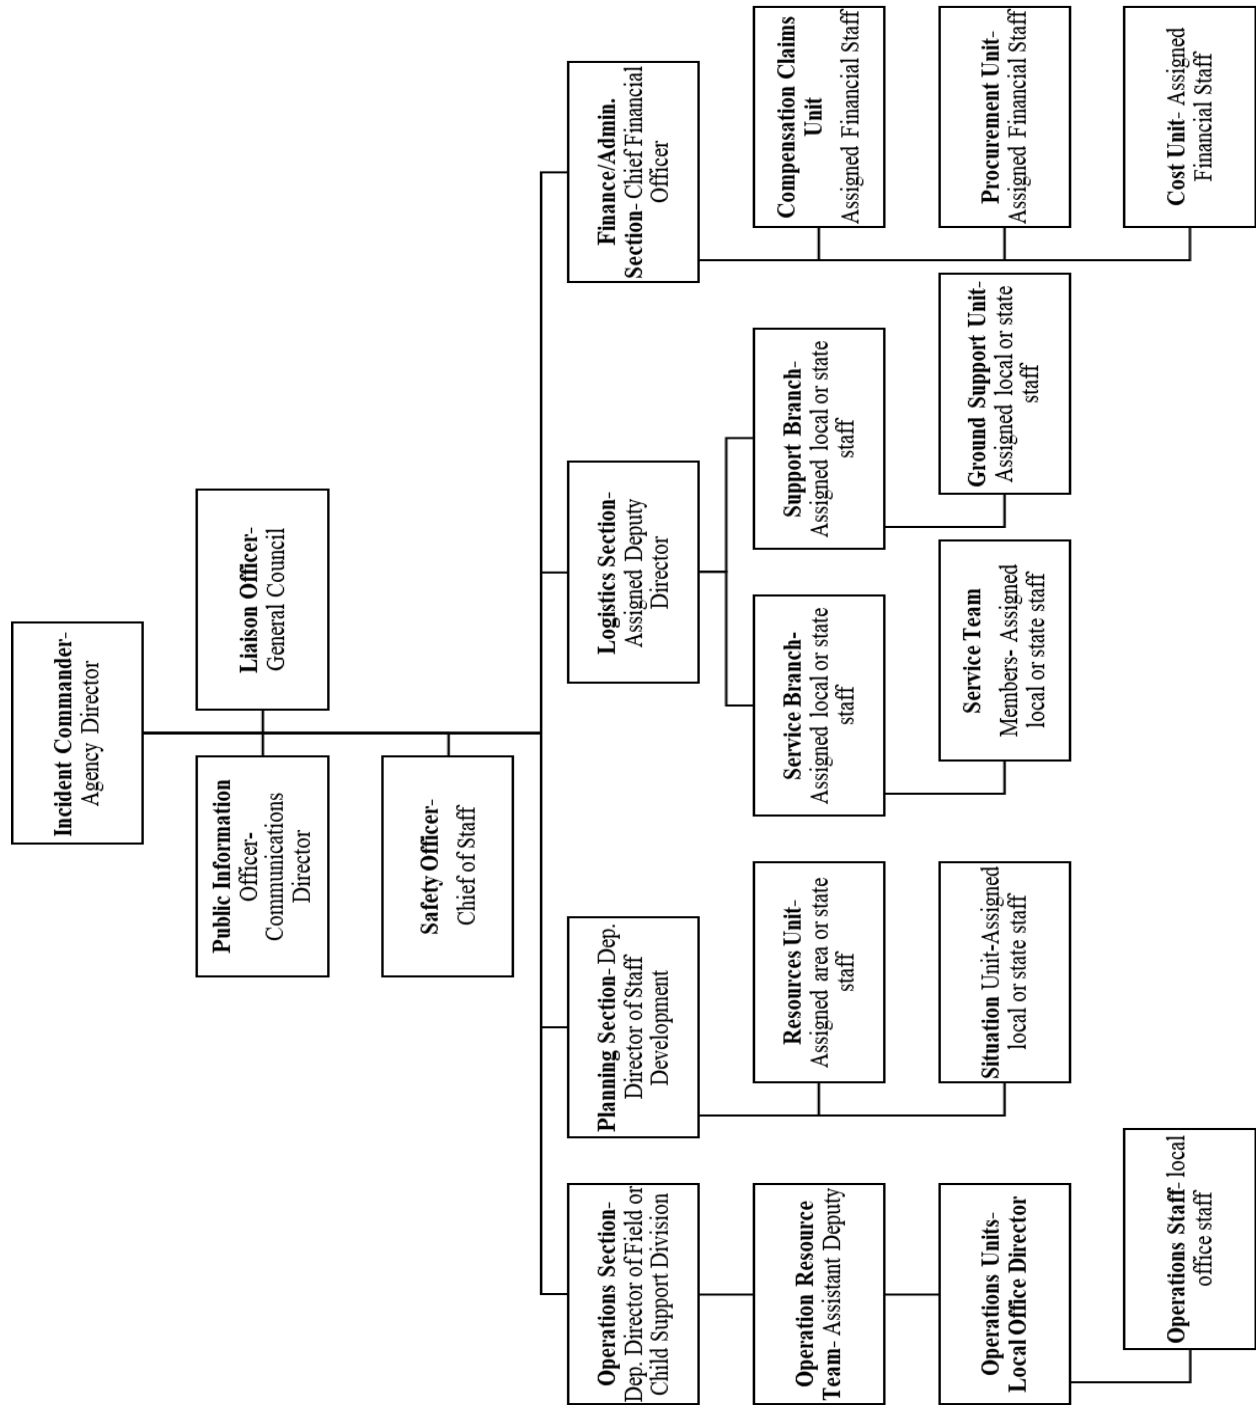 Incident Commander-
Agency Director
Public Information
Officer-
Communications
Director
Liaison Officer-
General Council
Safety Officer-
Chief of Staff
Operations Section-
Dep. Director of Field or
Child Support Division
Planning Section- Dep.
Director of Staff
Development
Logistics Section-
Assigned Deputy
Director
Finance/Admin.
Section- Chief Financial
Officer
Operation Resource
Team- Assistant Deputy
Resources Unit-
Assigned area or state
staff
Service Branch-
Assigned local or state
staff
Support Branch-
Assigned local or state
staff
Compensation Claims
Unit
Assigned Financial Staff
Operations Units-
Local Office Director
Situation Unit-Assigned
local or state staff
Service Team
Members- Assigned
local or state staff
Ground Support Unit-
Assigned local or state
staff
Procurement Unit-
Assigned Financial Staff
Operations Staff- local
office staff
Cost Unit- Assigned
Financial Staff